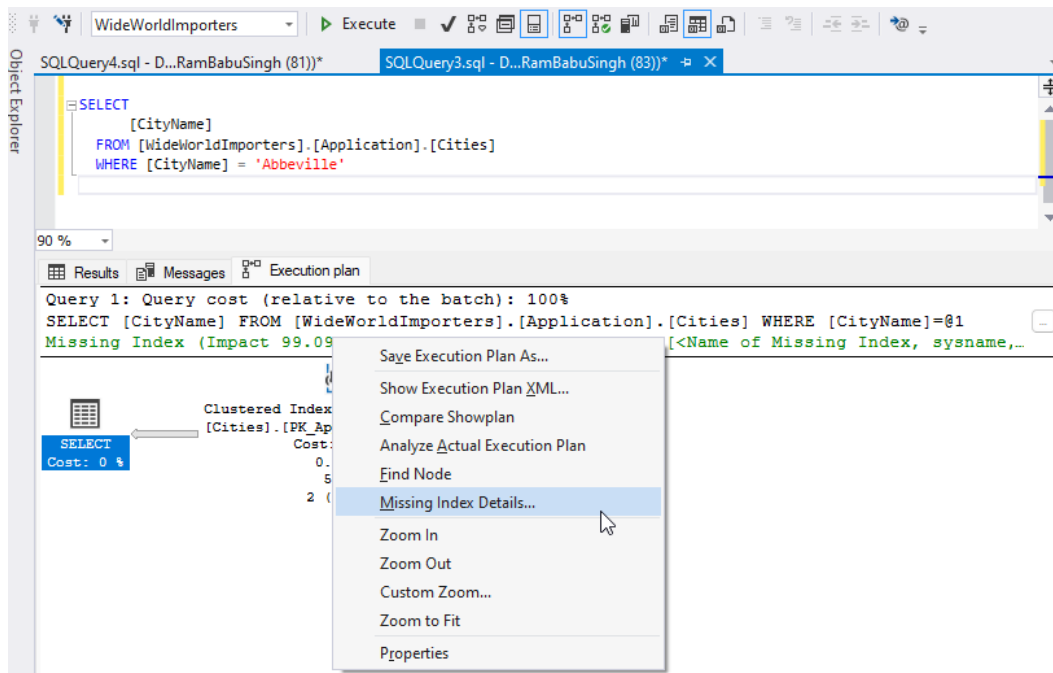 WideWorldImporters
Execute
Object Explorer
SQLQuery4.sql - D...RamBabuSingh (81))*
SQLQuery3.sql - D...RamBabuSingh (83))*
SELECT
[CityName]
FROM [WideWorldImporters].[Application].[Cities]
WHERE [CityName] = 'Abbeville'
90 %
Results
Messages
Execution plan
Query 1: Query cost (relative to the batch): 100%
SELECT [CityName] FROM [WideWorldImporters].[Application].[Cities] WHERE [CityName]=@1
Missing Index (Impact 99.09 [<Name of Missing Index, sysname,…
SELECT
Cost: 0 %
Clustered Index
[Cities].[PK_Ap
Cost:
0.
5
2 (
Save Execution Plan As...
Show Execution Plan XML...
Compare Showplan
Analyze Actual Execution Plan
Find Node
Missing Index Details...
Zoom In
Zoom Out
Custom Zoom...
Zoom to Fit
Properties